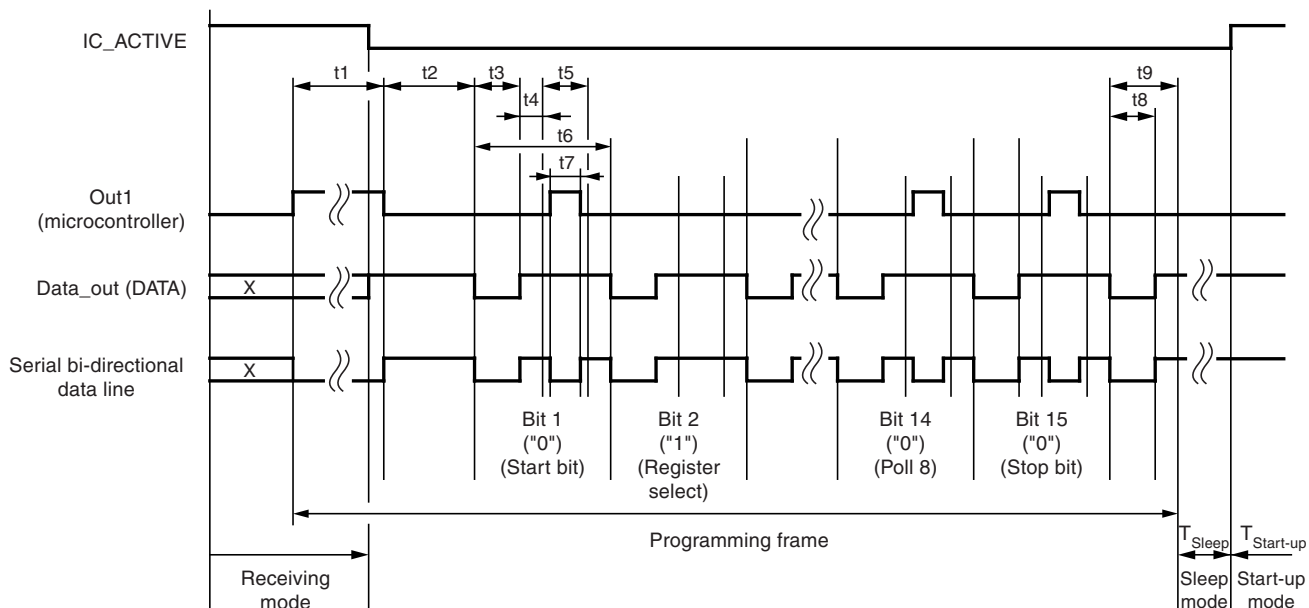 IC_ACTIVE
t1
t2
t3
t5
t9
t4
t8
t6
t7
Out1
(microcontroller)
Data_out (DATA)
X
Serial bi-directional
data line
X
Bit 1
("0")
(Start bit)
Bit 2
("1")
(Register
select)
Bit 14
("0")
(Poll 8)
Bit 15
("0")
(Stop bit)
Programming frame
TSleep
TStart-up
Receiving
mode
Sleep
mode
Start-up
mode